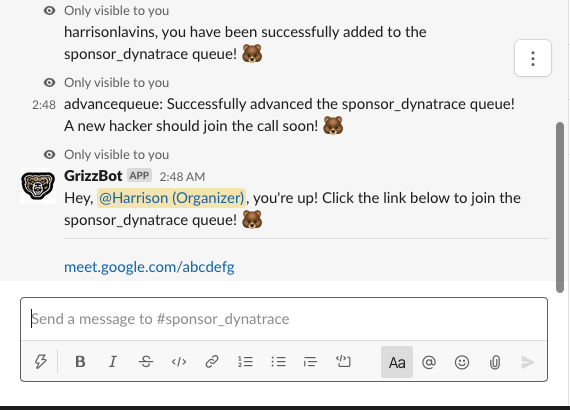 Only visible to you
harrisonlavins, you have been successfully added to the
sponsor_dynatrace queue! 🐻
Only visible to you
2:48 advancequeue: Successfully advanced the sponsor_dynatrace queue!
A new hacker should join the call soon! 🐻
Only visible to you
GrizzBot APP 2:48 AM
Hey, @Harrison (Organizer), you're up! Click the link below to join the
sponsor_dynatrace queue! 🐻
meet.google.com/abcdefg
Send a message to #sponsor_dynatrace
B I S Aa @